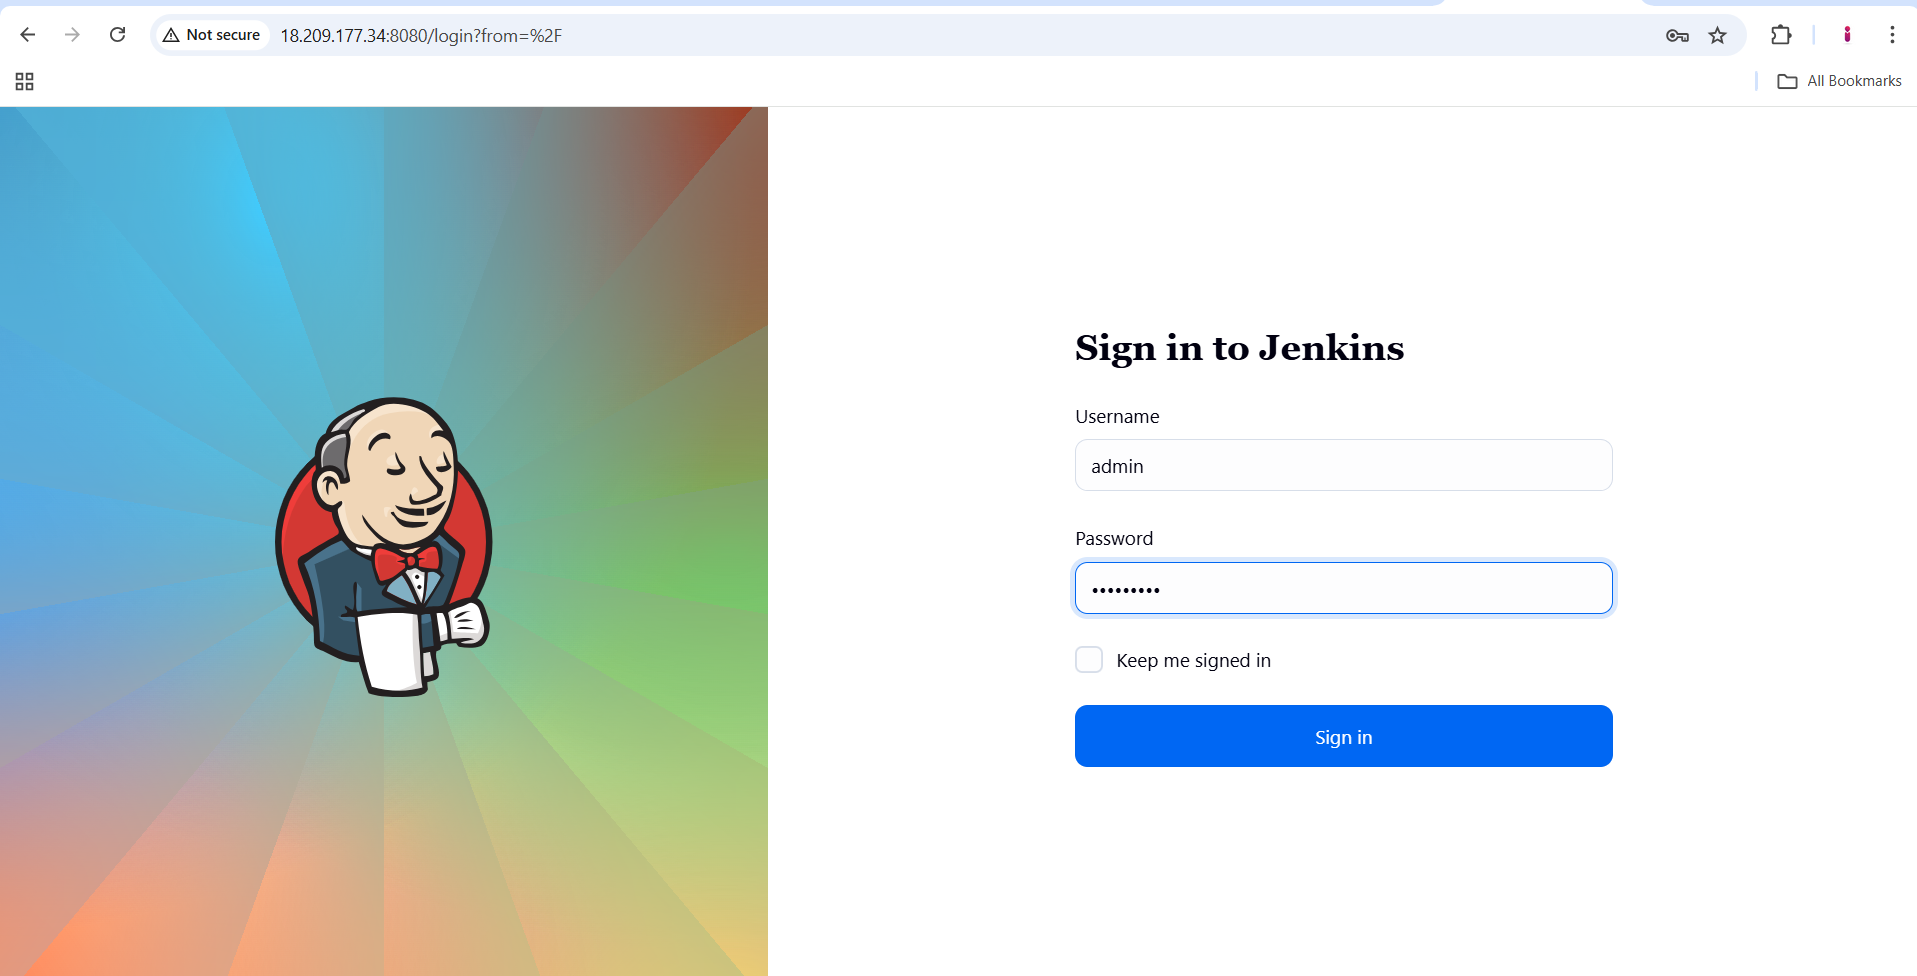 Not secure
18.209.177.34:8080/login?from=%2F
All Bookmarks
Sign in to Jenkins
Username
admin
Password
•••••••••
Keep me signed in
Sign in